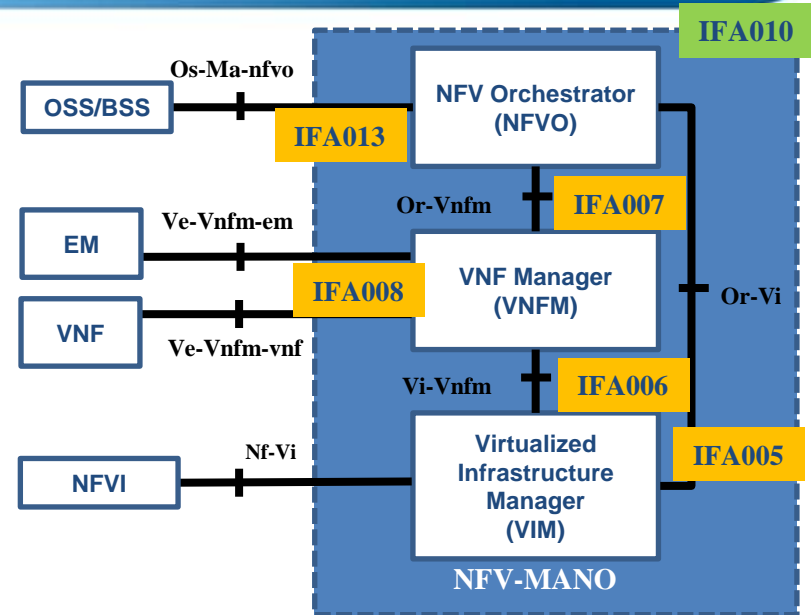 IFA010
Os-Ma-nfvo
OSS/BSS
NFV Orchestrator
(NFVO)
IFA013
Or-Vnfm
IFA007
Ve-Vnfm-em
EM
IFA008
VNF Manager
(VNFM)
Or-Vi
VNF
Ve-Vnfm-vnf
Vi-Vnfm
IFA006
Nf-Vi
NFVI
Virtualized
Infrastructure
Manager
(VIM)
IFA005
NFV-MANO